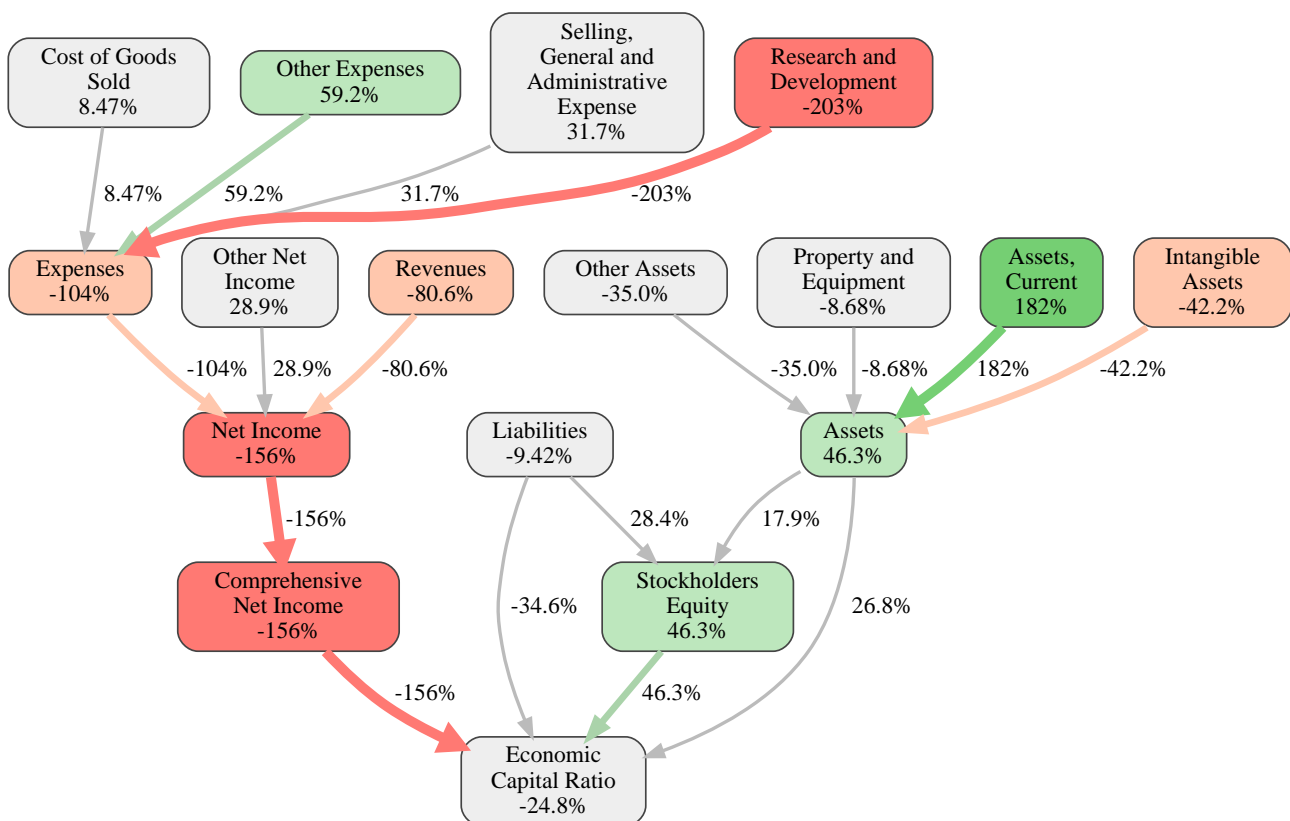 Cost of Goods
Sold
8.47%
Other Expenses
59.2%
Selling,
General and
Administrative
Expense
31.7%
Research and
Development
-203%
8.47%
59.2%
31.7%
-203%
Expenses
-104%
Other Net
Income
28.9%
Revenues
-80.6%
Other Assets
-35.0%
Property and
Equipment
-8.68%
Assets,
Current
182%
Intangible
Assets
-42.2%
-104%
28.9%
-80.6%
-35.0%
-8.68%
182%
-42.2%
Net Income
-156%
Liabilities
-9.42%
Assets
46.3%
-156%
28.4%
17.9%
Comprehensive
Net Income
-156%
-34.6%
Stockholders
Equity
46.3%
26.8%
-156%
46.3%
Economic
Capital Ratio
-24.8%